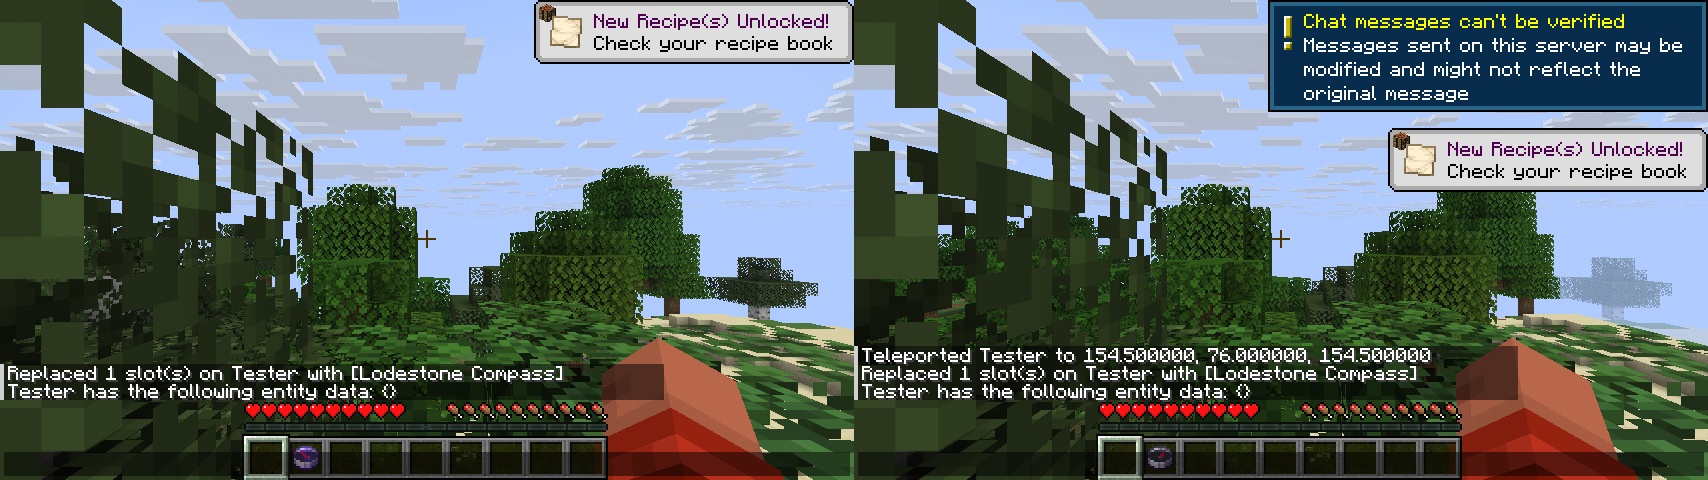 New Recipe(s) Unlocked!
Check your recipe book
Replaced 1 slot(s) on Tester with [Lodestone Compass]
Tester has the following entity data: {}
Chat messages can't be verified
Messages sent on this server may be
modified and might not reflect the
original message
New Recipe(s) Unlocked!
Check your recipe book
Teleported Tester to 154.500000, 76.000000, 154.500000
Replaced 1 slot(s) on Tester with [Lodestone Compass]
Tester has the following entity data: {}